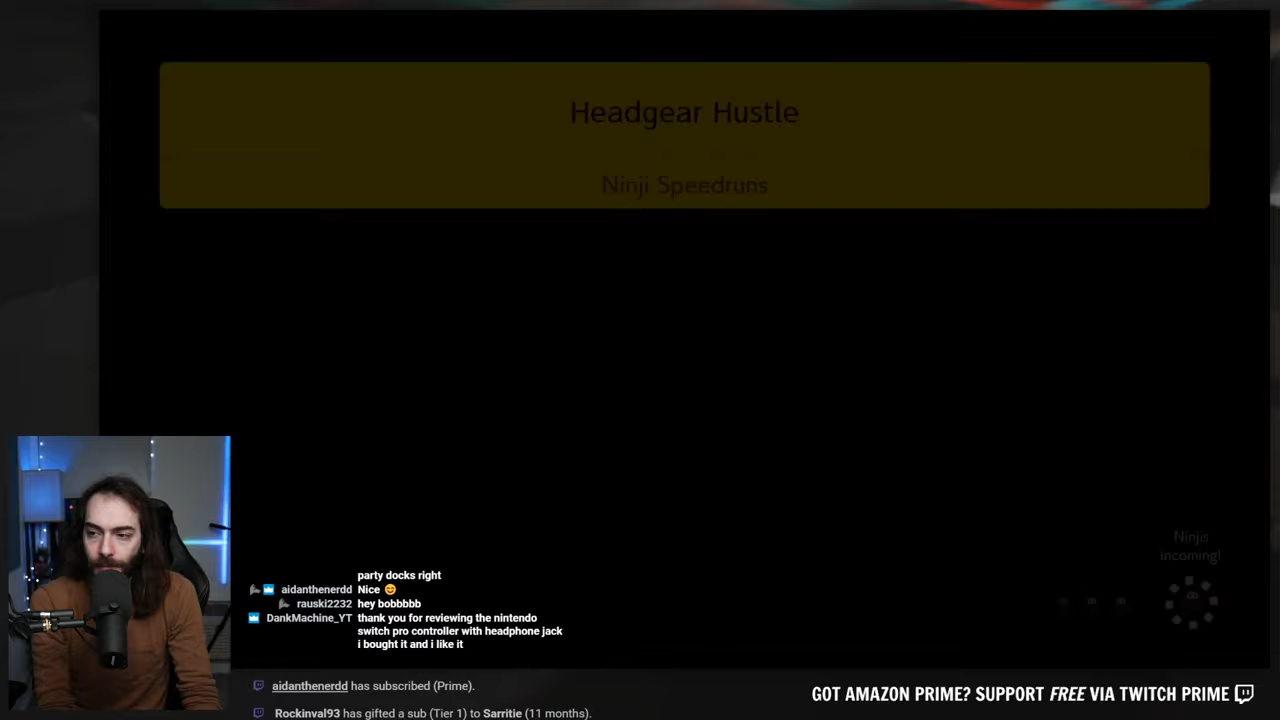 Headgear Hustle
Ninji Speedruns
Ninjis
incoming!
party docks right
aidanthenerdd Nice 😊
rauski2232 hey bobbbbb
DankMachine_YT thank you for reviewing the nintendo
switch pro controller with headphone jack
i bought it and i like it
aidanthenerdd has subscribed (Prime).
Rockinval93 has gifted a sub (Tier 1) to Sarritie (11 months).
GOT AMAZON PRIME? SUPPORT FREE VIA TWITCH PRIME